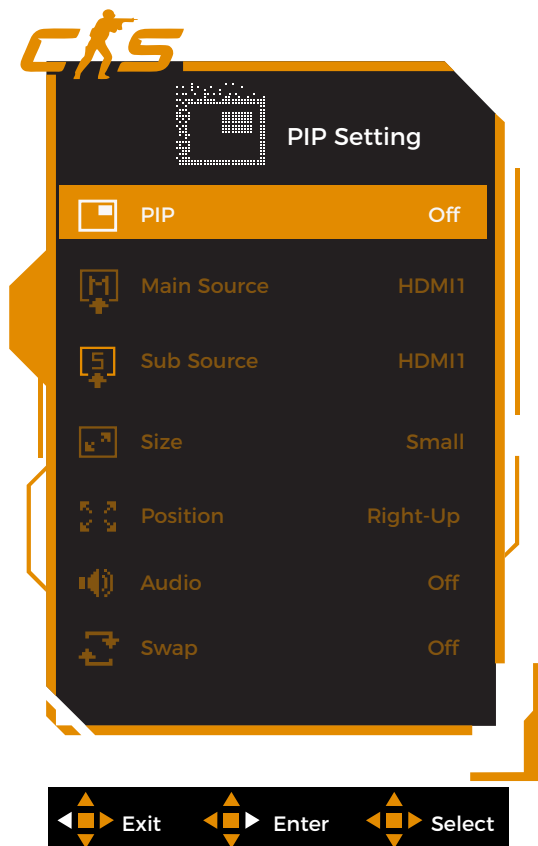 CS
PIP Setting
PIP Off
Main Source HDMI1
Sub Source HDMI1
Size Small
Position Right-Up
Audio Off
Swap Off
Exit Enter Select